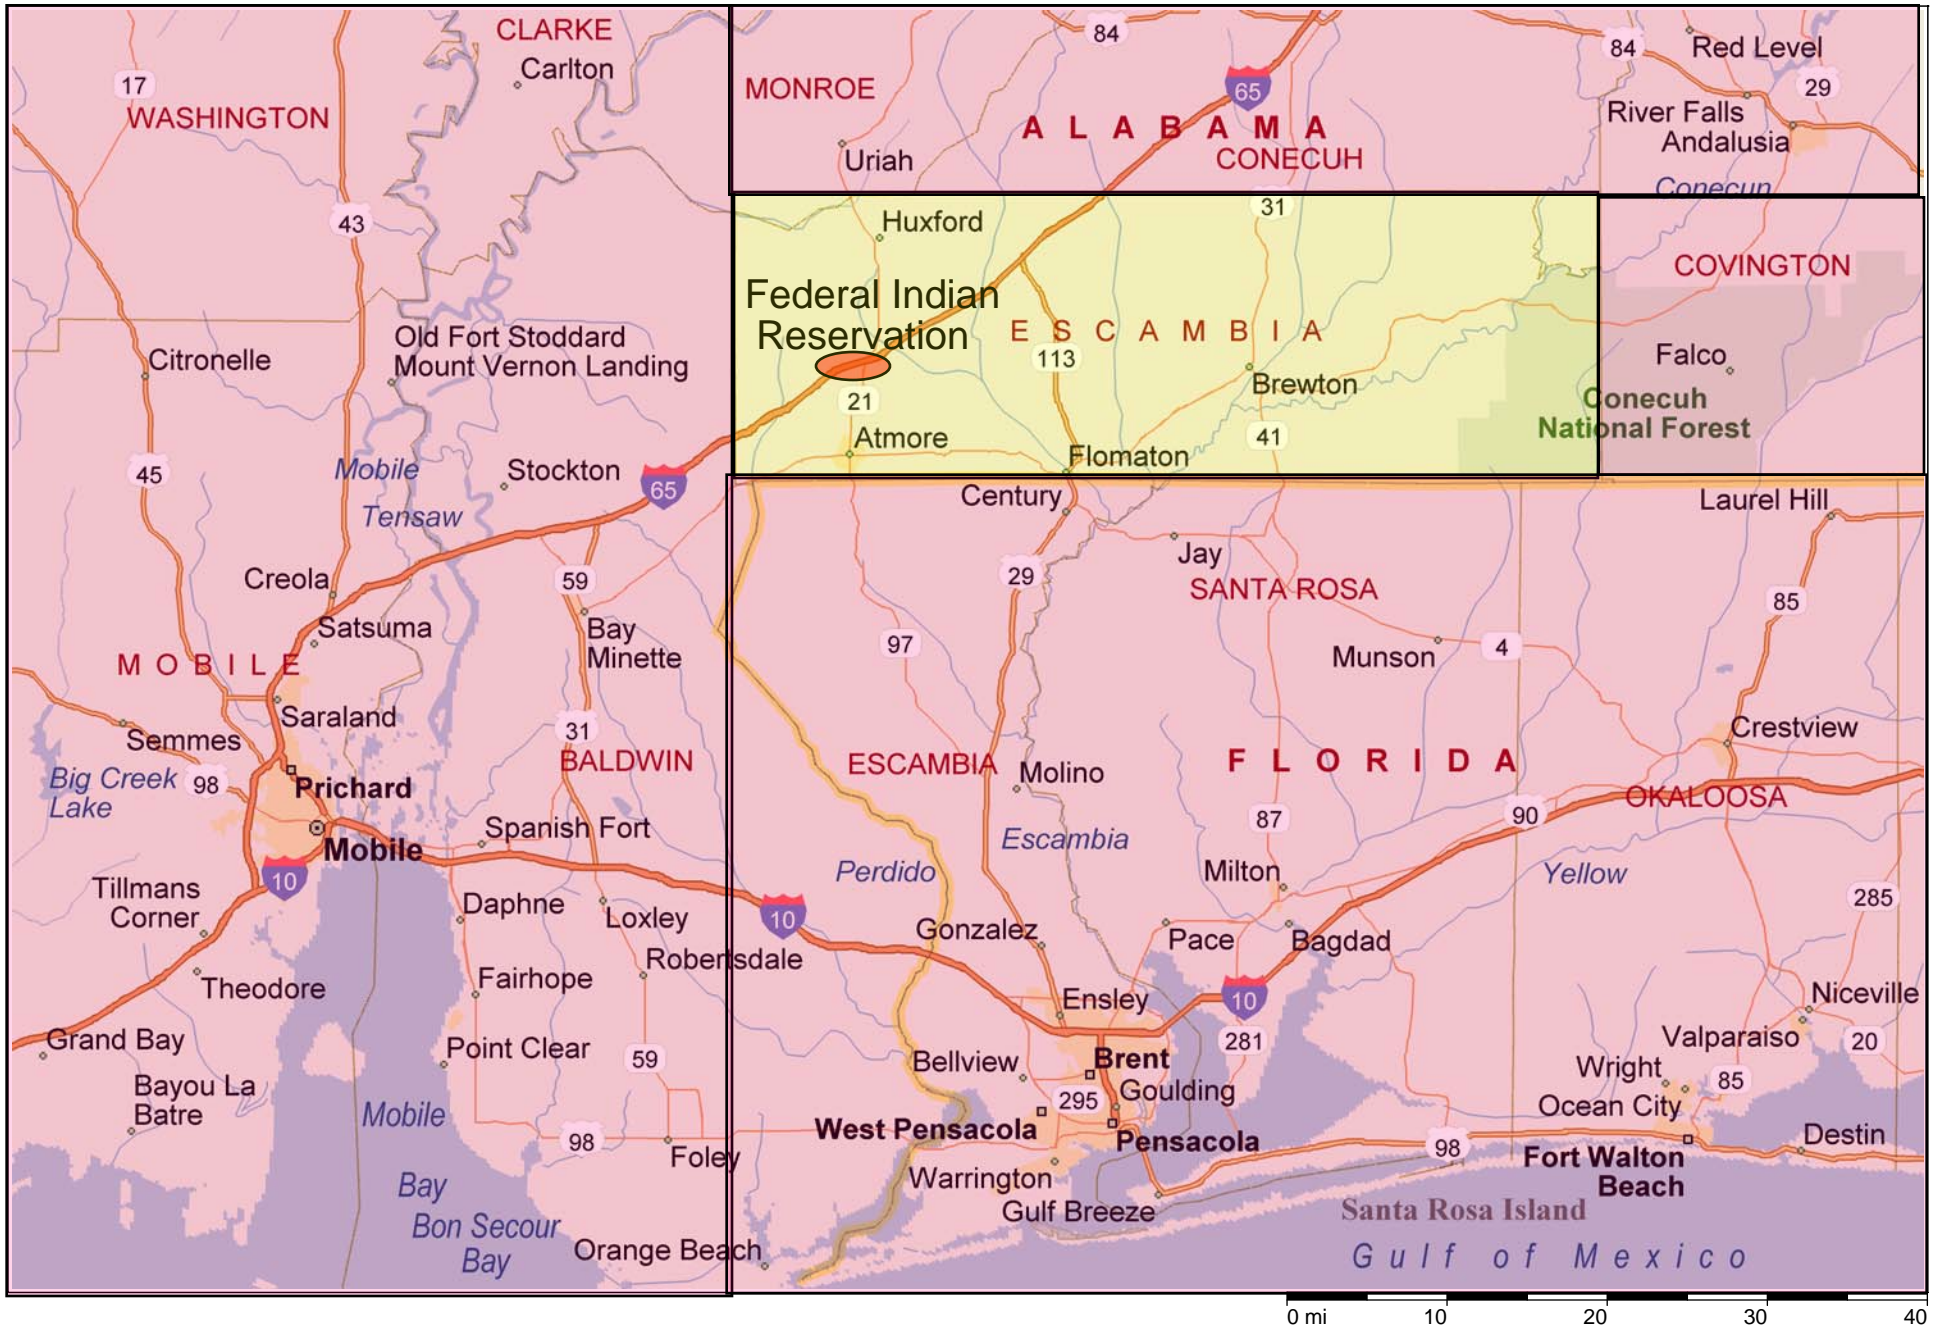 CLARKE
Carlton
84
84
Red Level
17
MONROE
65
29
WASHINGTON
River Falls
A L A B A M A
Andalusia
Uriah
CONECUH
Conecuh
43
Huxford
31
COVINGTON
Federal Indian
Reservation
E S C A M B I A
Old Fort Stoddard
Mount Vernon Landing
Citronelle
113
Falco
Brewton
21
Conecuh
National Forest
Atmore
41
Flomaton
45
Mobile
Stockton
65
Century
Laurel Hill
Tensaw
Jay
Creola
59
29
SANTA ROSA
85
Satsuma
Bay
Minette
97
Munson
4
M O B I L E
Saraland
Semmes
31
Crestview
BALDWIN
ESCAMBIA
Molino
F L O R I D A
Big Creek
Lake
98
Prichard
OKALOOSA
87
90
Spanish Fort
Escambia
Mobile
Perdido
Milton
Yellow
10
Tillmans
Corner
Daphne
Loxley
10
Gonzalez
Pace
Bagdad
285
Robertsdale
Theodore
Fairhope
Ensley
10
Niceville
Grand Bay
Point Clear
59
Bellview
Brent
281
Valparaiso
20
Wright
85
Bayou La
Batre
Mobile
295
Goulding
Ocean City
98
West Pensacola
Pensacola
98
Destin
Foley
Warrington
Fort Walton
Beach
Bay
Gulf Breeze
Santa Rosa Island
Bon Secour
Bay
Orange Beach
Gulf of Mexico
0 mi 10 20 30 40